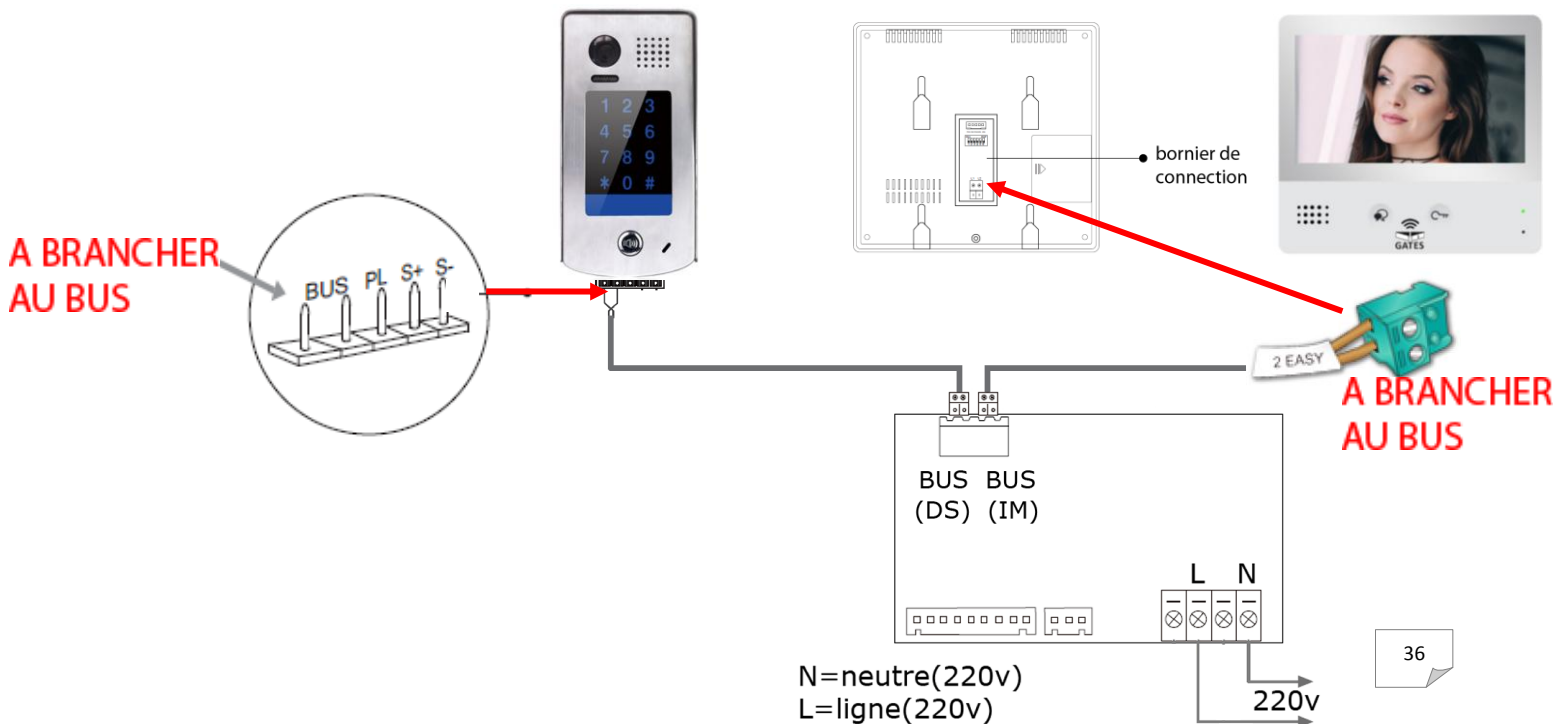 1 2 3
4 5 6
7 8 9
* 0 #
bornier de
connection
GATES
A BRANCHER
AU BUS
BUS PL S+ S-
2 EASY
A BRANCHER
AU BUS
BUS BUS
(DS) (IM)
L N
N=neutre(220v)
L=ligne(220v)
220v
36